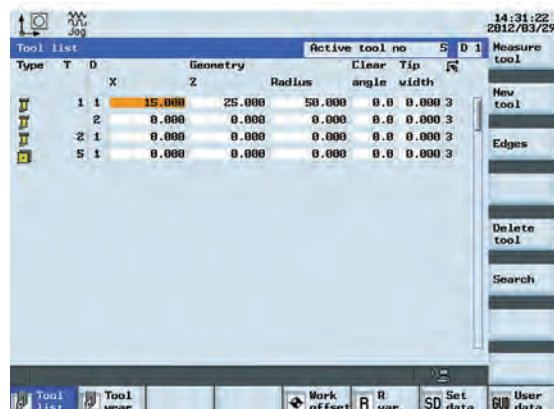 14:31:22
Jog
2012/03/29
Tool list
Active tool no 5 D 1
Measure tool
Type T D Geometry Clear Tip
X Z Radius angle width
New tool
1 1 15.000 25.000 50.000 0.0 0.000 3
2 0.000 0.000 0.000 0.0 0.000 3
2 1 0.000 0.000 0.000 0.0 0.000 3
Edges
5 1 0.000 0.000 0.000 0.0 0.000 3
Delete tool
Search
Tool list
Tool wear
Work offset
R R var
SD Set data
GUD User data